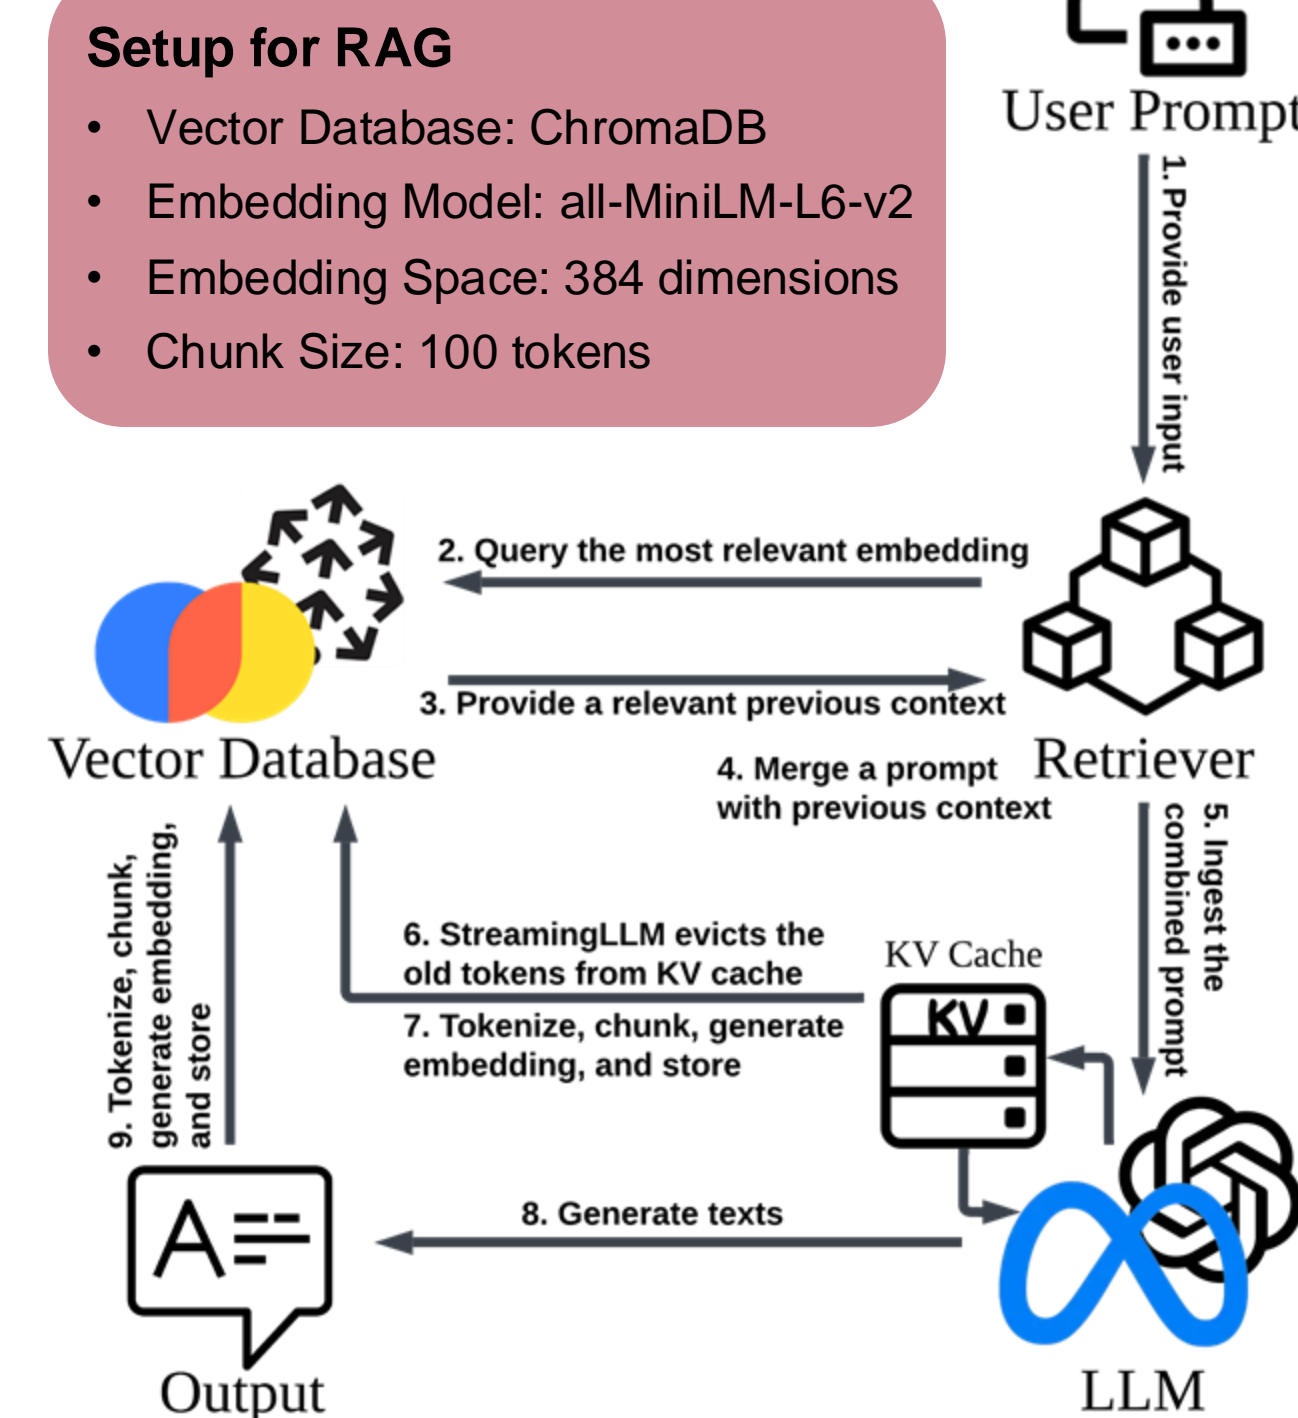 Setup for RAG
• Vector Database: ChromaDB
• Embedding Model: all-MiniLM-L6-v2
• Embedding Space: 384 dimensions
• Chunk Size: 100 tokens
User Prompt
1. Provide user input
2. Query the most relevant embedding
3. Provide a relevant previous context
Vector Database
4. Merge a prompt
with previous context
Retriever
5. Ingest the
combined prompt
6. StreamingLLM evicts the
old tokens from KV cache
7. Tokenize, chunk, generate
embedding, and store
KV Cache
KV
9. Tokenize, chunk,
generate embedding,
and store
8. Generate texts
A
Output
LLM